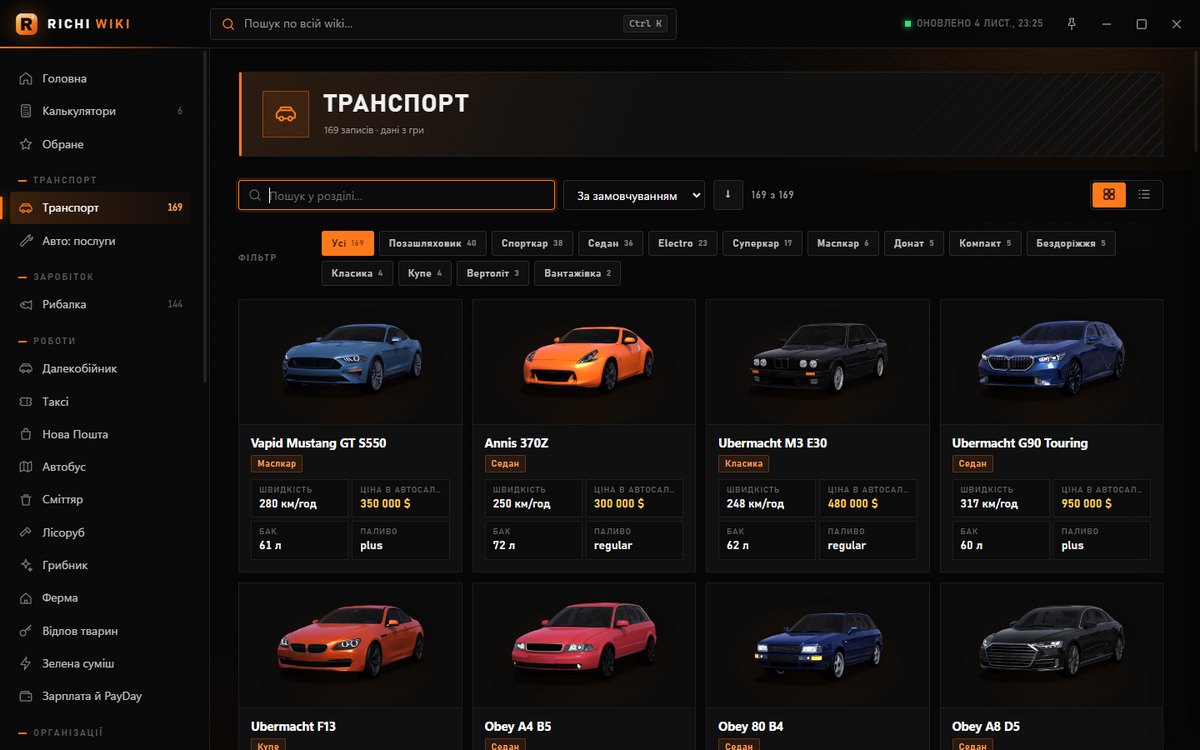 RICHI WIKI
Пошук по всій wiki...
Ctrl K
ОНОВЛЕНО 4 ЛИСТ., 23:25
Головна
Калькулятори 6
Обране
ТРАНСПОРТ
Транспорт 169
Авто: послуги
ЗАРОБІТОК
Рибалка 144
РОБОТИ
Далекобійник
Таксі
Нова Пошта
Автобус
Сміттяр
Лісоруб
Грибник
Ферма
Відлов тварин
Зелена суміш
Зарплата й PayDay
ОРГАНІЗАЦІЇ
ТРАНСПОРТ
169 записів · дані з гри
Пошук у розділі...
За замовчуванням
↓
169 з 169
ФІЛЬТР
Усі 169
Позашляховик 40
Спорткар 38
Седан 36
Electro 23
Суперкар 17
Маслкар 6
Донат 5
Компакт 5
Бездоріжжя 5
Класика 4
Купе 4
Вертоліт 3
Вантажівка 2
Vapid Mustang GT S550
Маслкар
ШВИДКІСТЬ
280 км/год
ЦІНА В АВТОСАЛ...
350 000 $
БАК
61 л
ПАЛИВО
plus
Annis 370Z
Седан
ШВИДКІСТЬ
250 км/год
ЦІНА В АВТОСАЛ...
300 000 $
БАК
72 л
ПАЛИВО
regular
Ubermacht M3 E30
Класика
ШВИДКІСТЬ
248 км/год
ЦІНА В АВТОСАЛ...
480 000 $
БАК
62 л
ПАЛИВО
regular
Ubermacht G90 Touring
Седан
ШВИДКІСТЬ
317 км/год
ЦІНА В АВТОСАЛ...
950 000 $
БАК
60 л
ПАЛИВО
plus
Ubermacht F13
Купе
Obey A4 B5
Седан
Obey 80 B4
Седан
Obey A8 D5
Седан